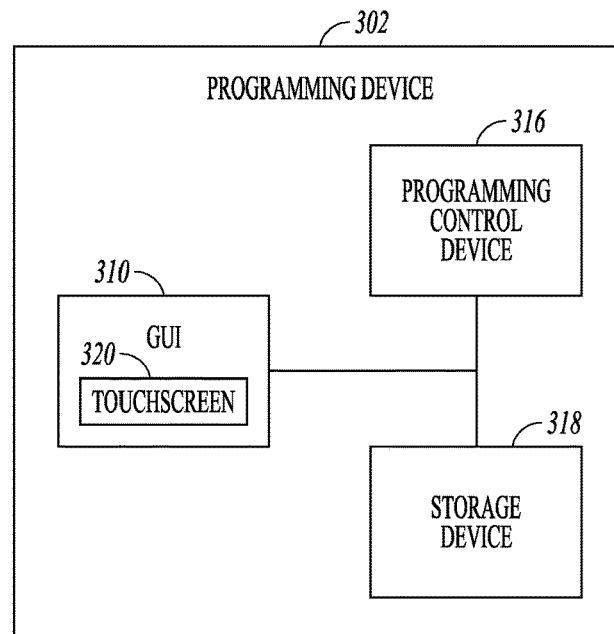 302
PROGRAMMING DEVICE
316
PROGRAMMING
CONTROL
DEVICE
310
GUI
320
TOUCHSCREEN
318
STORAGE
DEVICE